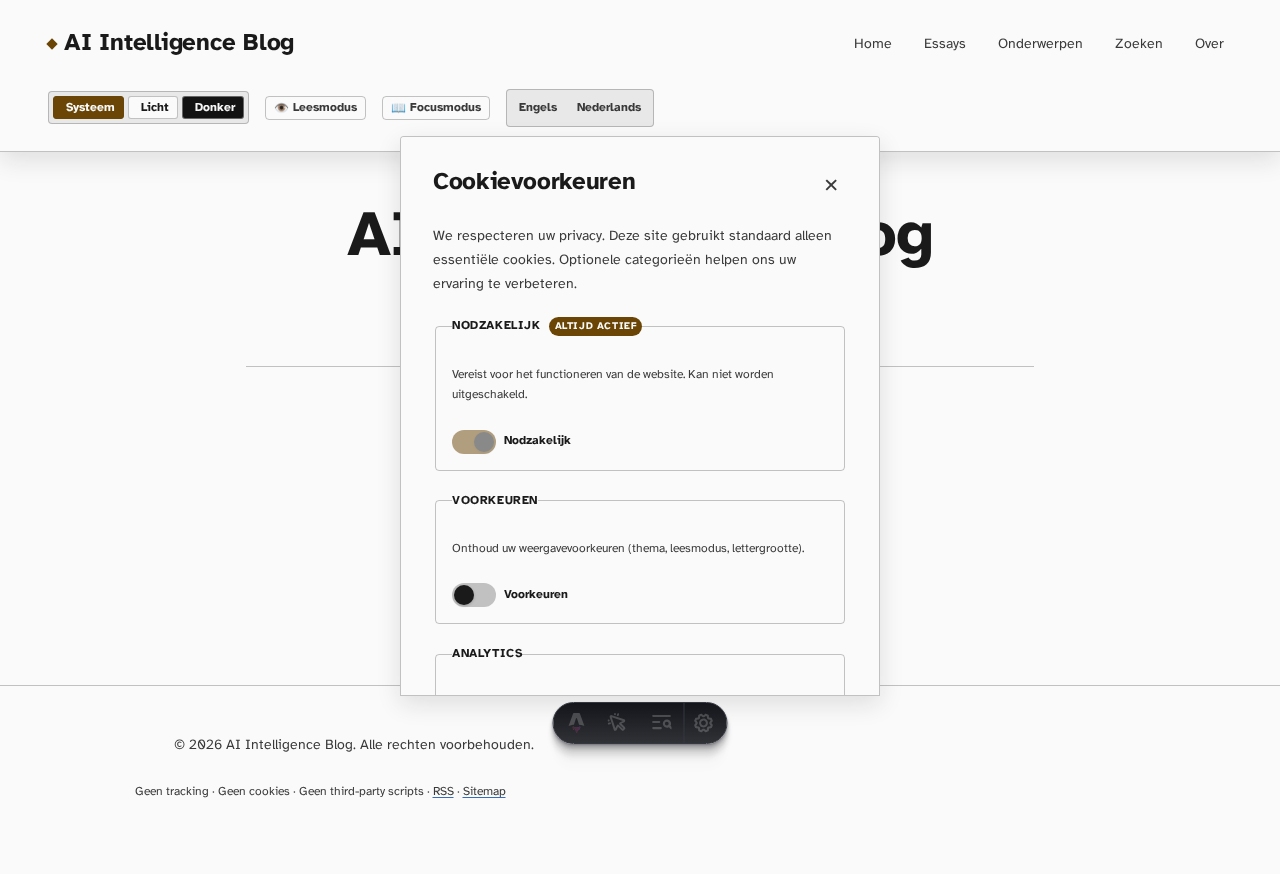 AI Intelligence Blog
Home Essays Onderwerpen Zoeken Over
Systeem Licht Donker Leesmodus Focusmodus Engels Nederlands
Cookievoorkeuren
We respecteren uw privacy. Deze site gebruikt standaard alleen
essentiële cookies. Optionele categorieën helpen ons uw
ervaring te verbeteren.
NODZAKELIJK ALTIJD ACTIEF
Vereist voor het functioneren van de website. Kan niet worden
uitgeschakeld.
Nodzakelijk
VOORKEUREN
Onthoud uw weergavevoorkeuren (thema, leesmodus, lettergrootte).
Voorkeuren
ANALYTICS
© 2026 AI Intelligence Blog. Alle rechten voorbehouden.
Geen tracking · Geen cookies · Geen third-party scripts · RSS · Sitemap